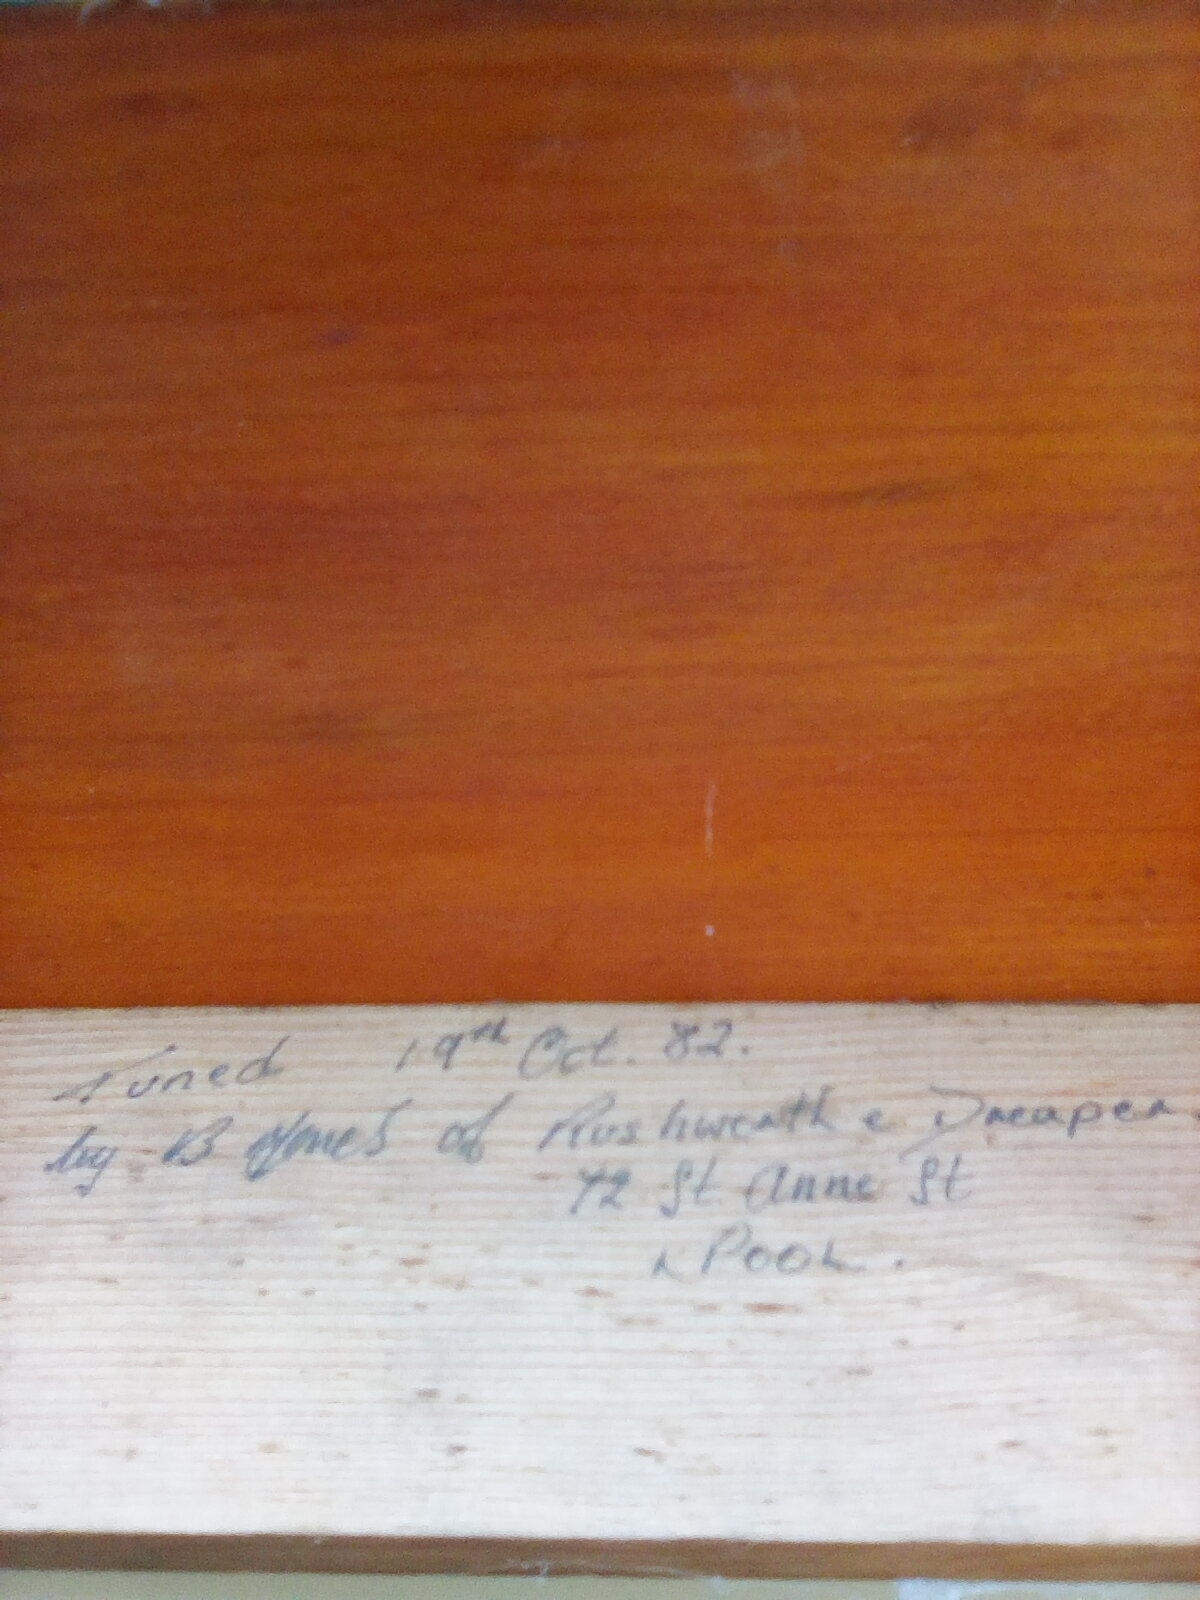 Tuned 19th Oct. 82.
by B Jones of Rushworth & Dreaper
72 St Anne St
L Pool.